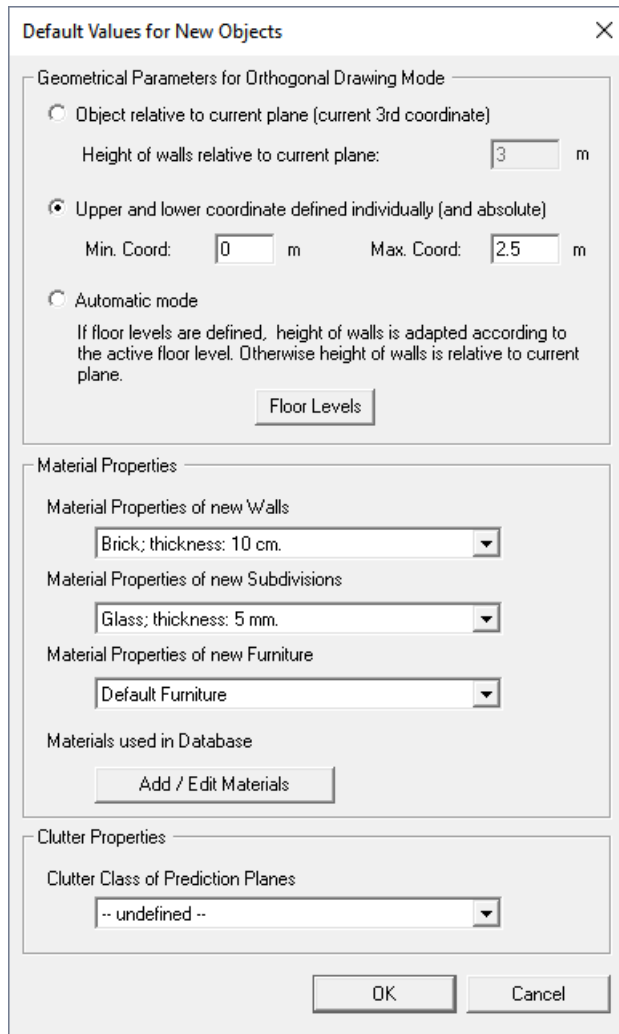 Default Values for New Objects
Geometrical Parameters for Orthogonal Drawing Mode
Object relative to current plane (current 3rd coordinate)
Height of walls relative to current plane: 3 m
Upper and lower coordinate defined individually (and absolute)
Min. Coord: 0 m Max. Coord: 2.5 m
Automatic mode
If floor levels are defined, height of walls is adapted according to
the active floor level. Otherwise height of walls is relative to current
plane.
Floor Levels
Material Properties
Material Properties of new Walls
Brick; thickness: 10 cm.
Material Properties of new Subdivisions
Glass; thickness: 5 mm.
Material Properties of new Furniture
Default Furniture
Materials used in Database
Add / Edit Materials
Clutter Properties
Clutter Class of Prediction Planes
-- undefined --
OK Cancel